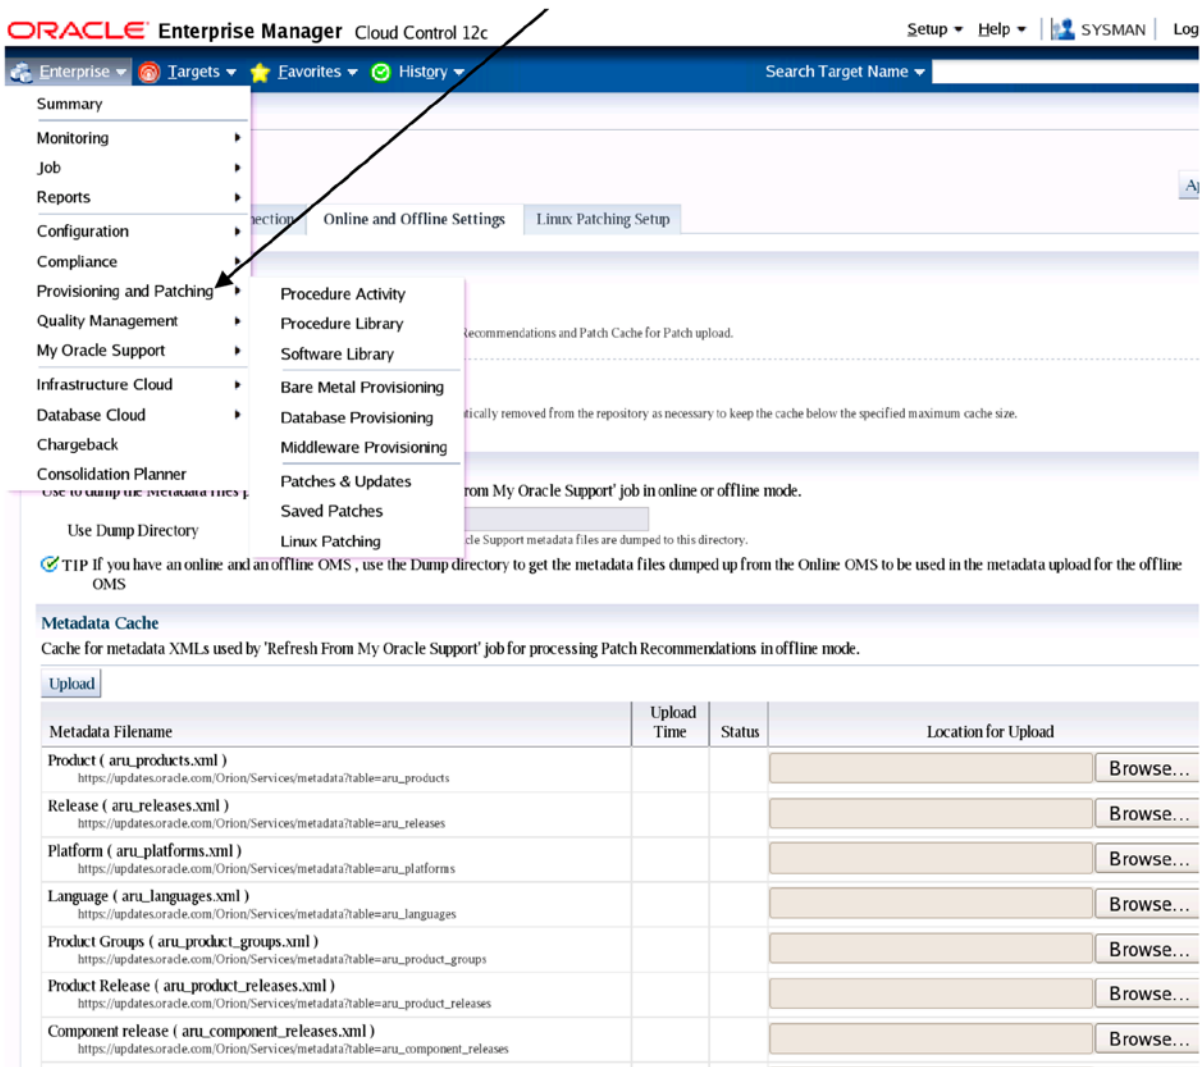 ORACLE Enterprise Manager Cloud Control 12c
Setup Help SYSMAN Log
Enterprise Targets Favorites History Search Target Name
Summary
Monitoring
Job
Reports
Configuration
Compliance
Provisioning and Patching
Quality Management
My Oracle Support
Infrastructure Cloud
Database Cloud
Chargeback
Consolidation Planner
Online and Offline Settings Linux Patching Setup
Procedure Activity
Procedure Library
Software Library
Bare Metal Provisioning
Database Provisioning
Middleware Provisioning
Patches & Updates
Saved Patches
Linux Patching
Recommendations and Patch Cache for Patch upload.
removed from the repository as necessary to keep the cache below the specified maximum cache size.
My Oracle Support' job in online or offline mode.
Use Dump Directory
Support metadata files are dumped to this directory.
TIP If you have an online and an offline OMS , use the Dump directory to get the metadata files dumped up from the Online OMS to be used in the metadata upload for the offline
OMS
Metadata Cache
Cache for metadata XMLs used by 'Refresh From My Oracle Support' job for processing Patch Recommendations in offline mode.
Upload
Metadata Filename Upload Time Status Location for Upload
Product ( aru_products.xml ) Browse...
https://updates.oracle.com/Orion/Services/metadata?table=aru_products
Release ( aru_releases.xml ) Browse...
https://updates.oracle.com/Orion/Services/metadata?table=aru_releases
Platform ( aru_platforms.xml ) Browse...
https://updates.oracle.com/Orion/Services/metadata?table=aru_platforms
Language ( aru_languages.xml ) Browse...
https://updates.oracle.com/Orion/Services/metadata?table=aru_languages
Product Groups ( aru_product_groups.xml ) Browse...
https://updates.oracle.com/Orion/Services/metadata?table=aru_product_groups
Product Release ( aru_product_releases.xml ) Browse...
https://updates.oracle.com/Orion/Services/metadata?table=aru_product_releases
Component release ( aru_component_releases.xml ) Browse...
https://updates.oracle.com/Orion/Services/metadata?table=aru_component_releases